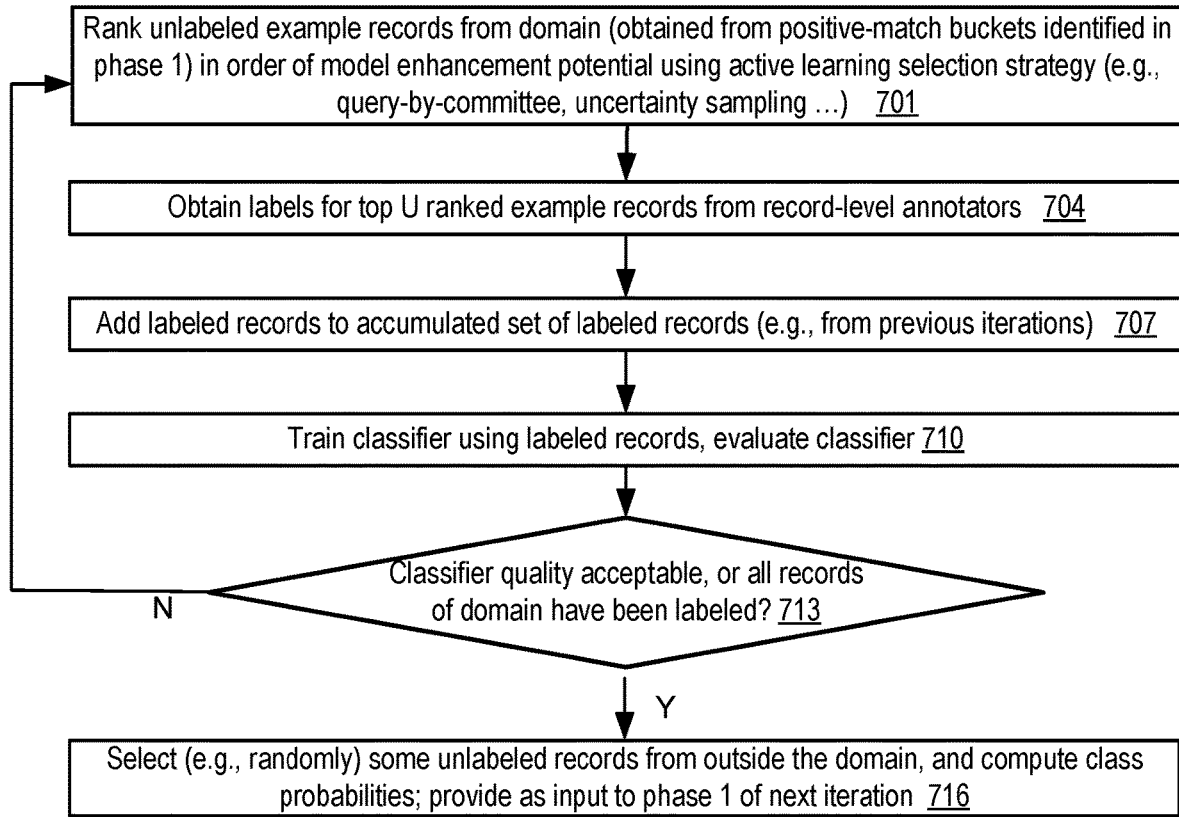 Rank unlabeled example records from domain (obtained from positive-match buckets identified in
phase 1) in order of model enhancement potential using active learning selection strategy (e.g.,
query-by-committee, uncertainty sampling ...) 701
Obtain labels for top U ranked example records from record-level annotators 704
Add labeled records to accumulated set of labeled records (e.g., from previous iterations) 707
Train classifier using labeled records, evaluate classifier 710
Classifier quality acceptable, or all records
of domain have been labeled? 713
N
Y
Select (e.g., randomly) some unlabeled records from outside the domain, and compute class
probabilities; provide as input to phase 1 of next iteration 716